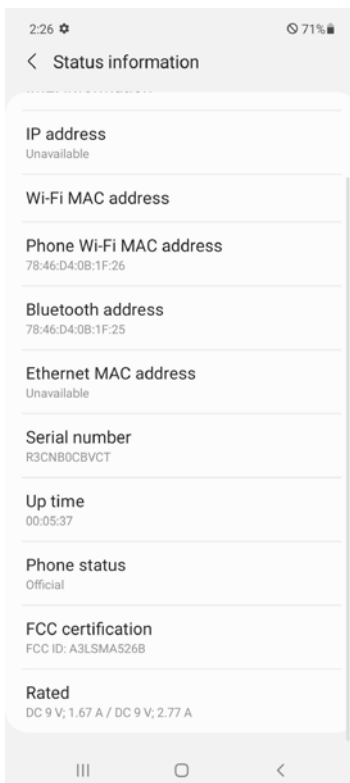 2:26 71%
Status information
IP address
Unavailable
Wi-Fi MAC address
Phone Wi-Fi MAC address
78:46:D4:0B:1F:26
Bluetooth address
78:46:D4:0B:1F:25
Ethernet MAC address
Unavailable
Serial number
R3CNB0CBVCT
Up time
00:05:37
Phone status
Official
FCC certification
FCC ID: A3LSMA526B
Rated
DC 9 V; 1.67 A / DC 9 V; 2.77 A